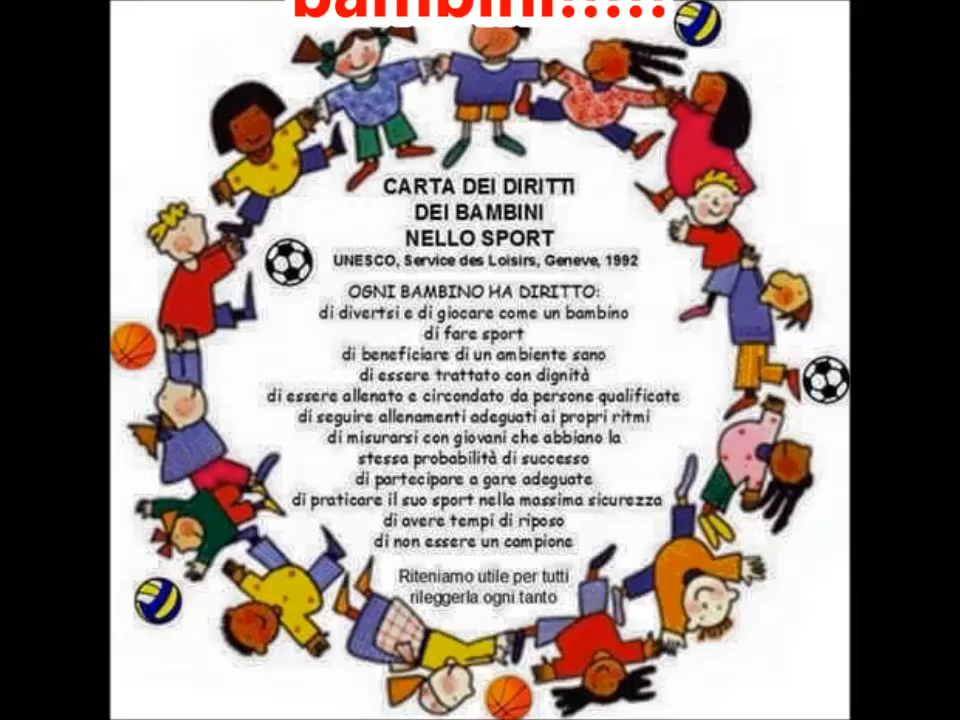 bambini!!!!!
CARTA DEI DIRITTI
DEI BAMBINI
NELLO SPORT
UNESCO, Service des Loisirs, Geneve, 1992
OGNI BAMBINO HA DIRITTO:
di divertsi e di giocare come un bambino
di fare sport
di beneficiare di un ambiente sano
di essere trattato con dignità
di essere allenato e circondato da persone qualificate
di seguire allenamenti adeguati ai propri ritmi
di misurarsi con giovani che abbiano la
stessa probabilità di successo
di partecipare a gare adeguate
di praticare il suo sport nella massima sicurezza
di avere tempi di riposo
di non essere un campione
Riteniamo utile per tutti
rileggerla ogni tanto